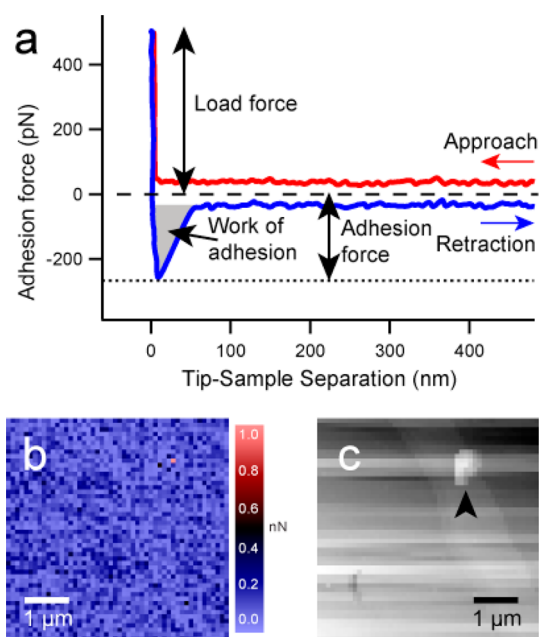 a
400
200
0
-200
Adhesion force (pN)
Load force
Approach
Work of
adhesion
Adhesion
force
Retraction
0
100
200
300
400
Tip-Sample Separation (nm)
b
1 µm
1.0
0.8
0.6
0.4
0.2
0.0
nN
c
1 µm